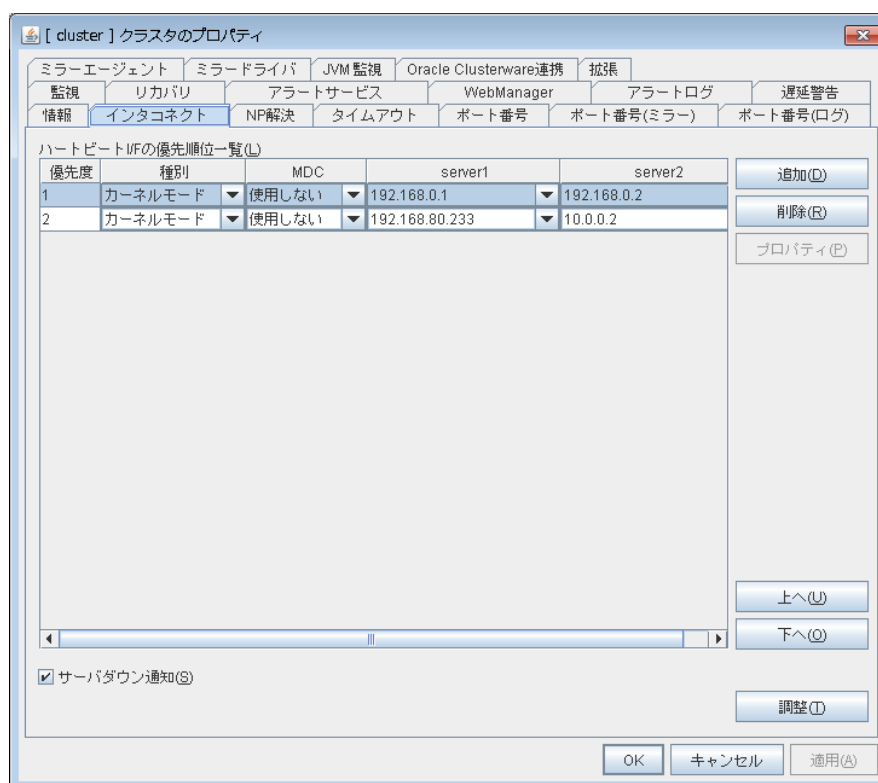 [ cluster ] クラスタのプロパティ
ミラーエージェント ミラードライバ JVM監視 Oracle Clusterware連携 拡張
監視 リカバリ アラートサービス WebManager アラートログ 遅延警告
情報 インタコネクト NP解決 タイムアウト ポート番号 ポート番号(ミラー) ポート番号(ログ)
ハートビートI/Fの優先順位一覧(L)
優先度 種別 MDC server1 server2
1 カーネルモード 使用しない 192.168.0.1 192.168.0.2
2 カーネルモード 使用しない 192.168.80.233 10.0.0.2
追加(D)
削除(R)
プロパティ(P)
上へ(U)
下へ(O)
サーバダウン通知(S)
調整(T)
OK キャンセル 適用(A)